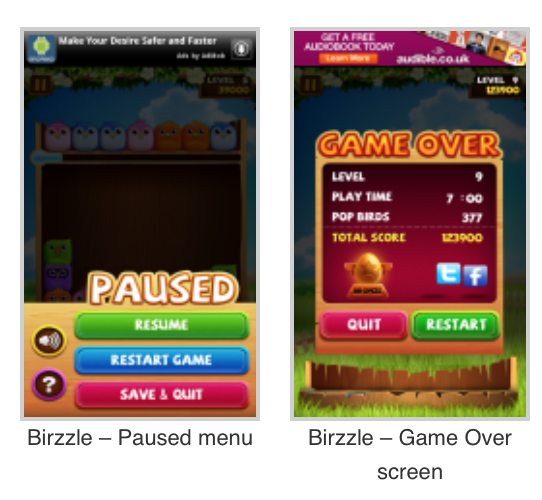 Make Your Desire Safer and Faster
Ads by AdMob
LEVEL 8
39000
PAUSED
RESUME
RESTART GAME
?
SAVE & QUIT
Birzzle – Paused menu
GET A FREE
AUDIOBOOK TODAY
Learn More
audible.co.uk
LEVEL 9
123900
GAME OVER
LEVEL 9
PLAY TIME 7 :00
POP BIRDS 377
TOTAL SCORE 123900
QUIT
RESTART
Birzzle – Game Over
screen